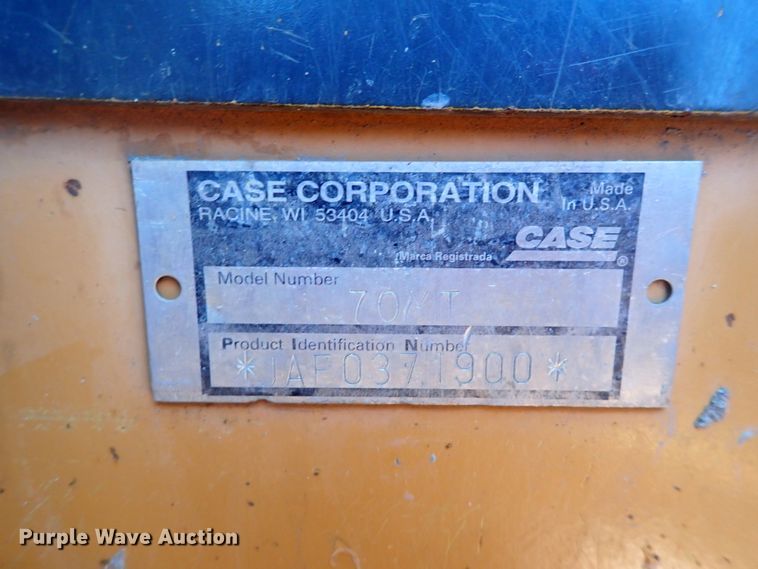 CASE CORPORATION
RACINE, WI 53404 U.S.A.
Made
In U.S.A.
CASE
®
Marca Registrada
Model Number
70XT
Product Identification Number
*JAF0371900*
Purple Wave Auction